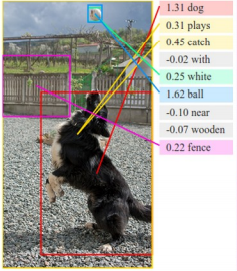 1.31 dog
0.31 plays
0.45 catch
-0.02 with
0.25 white
1.62 ball
-0.10 near
-0.07 wooden
0.22 fence